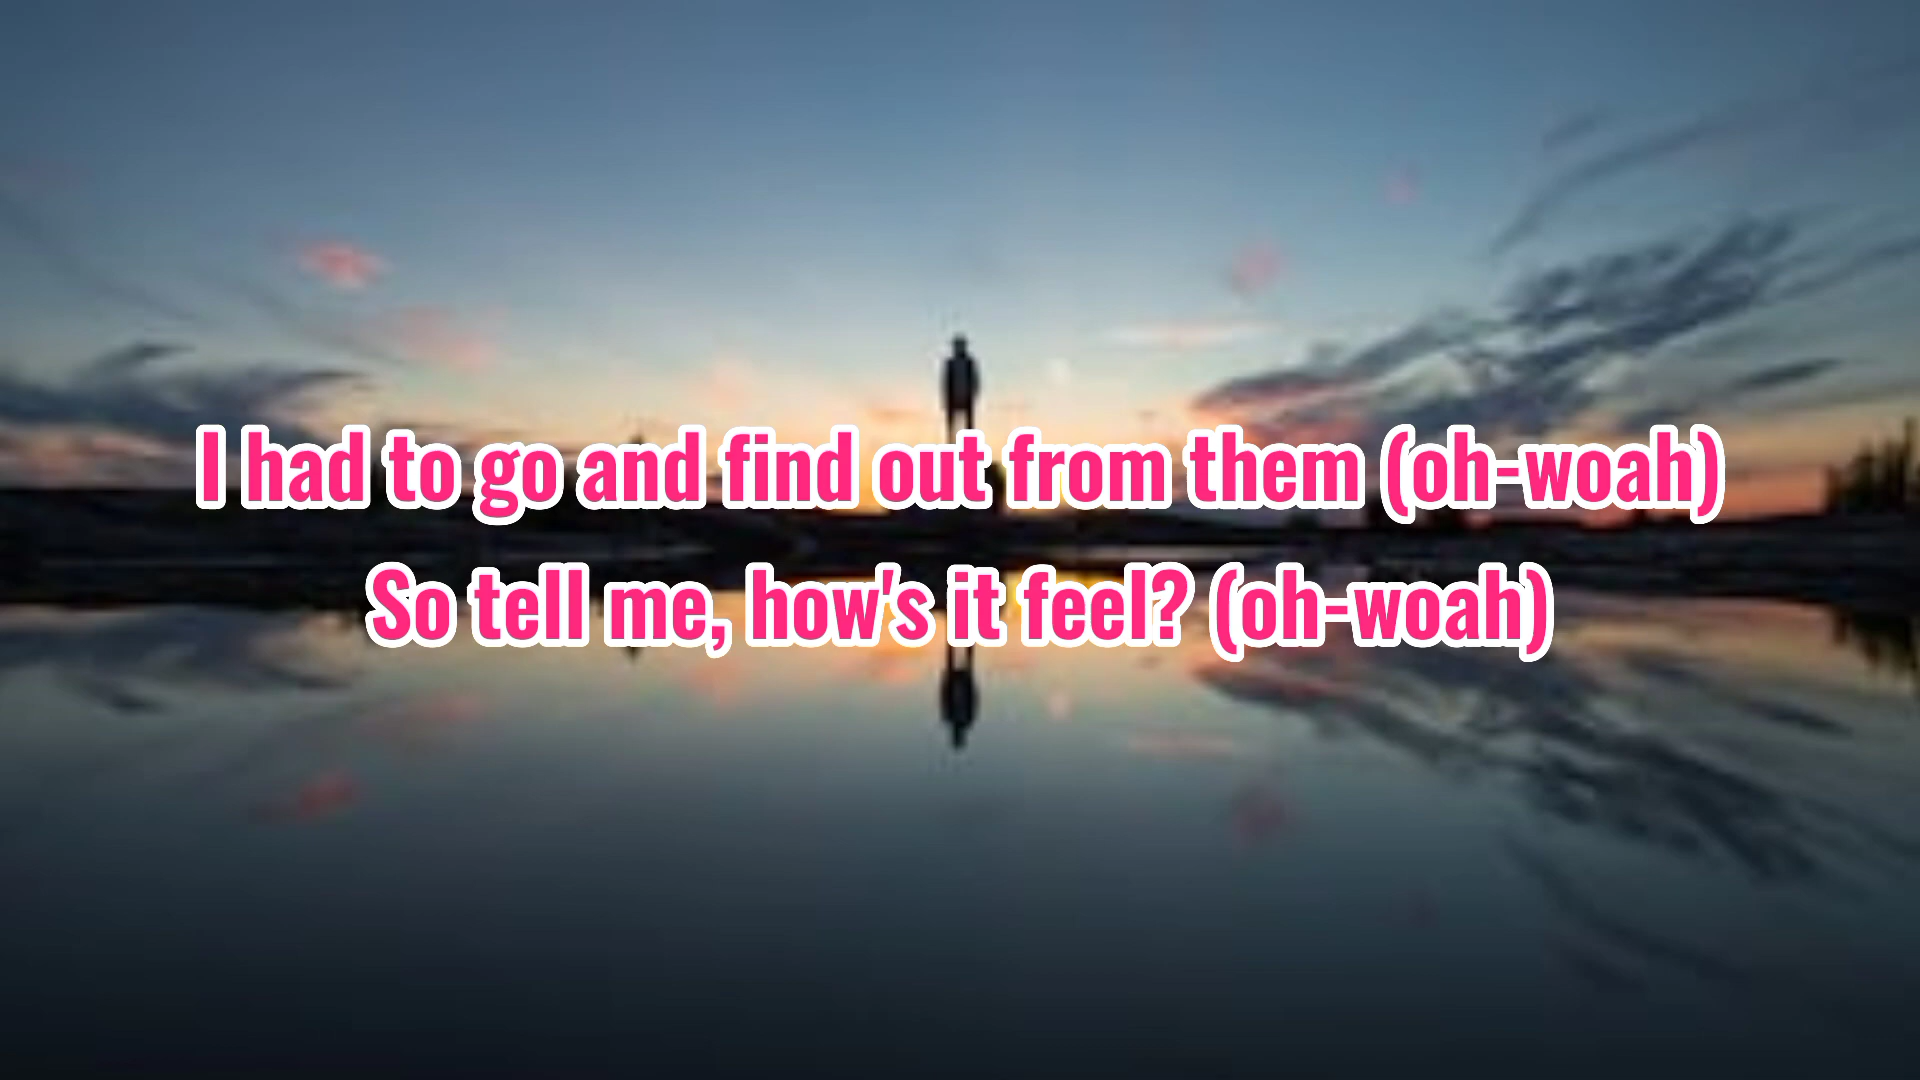 I had to go and find out from them (oh-woah)
So tell me, how's it feel? (oh-woah)